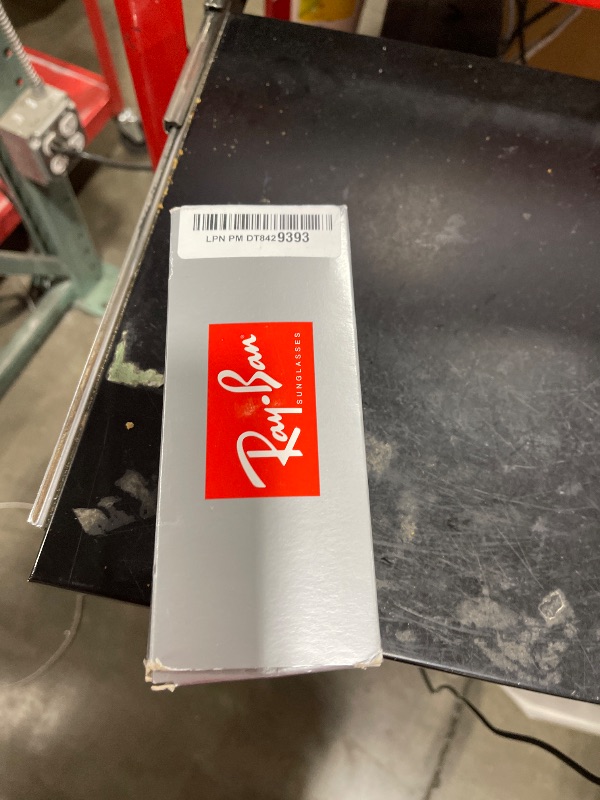 LPN PM DT8429393
Ray·Ban
SUNGLASSES